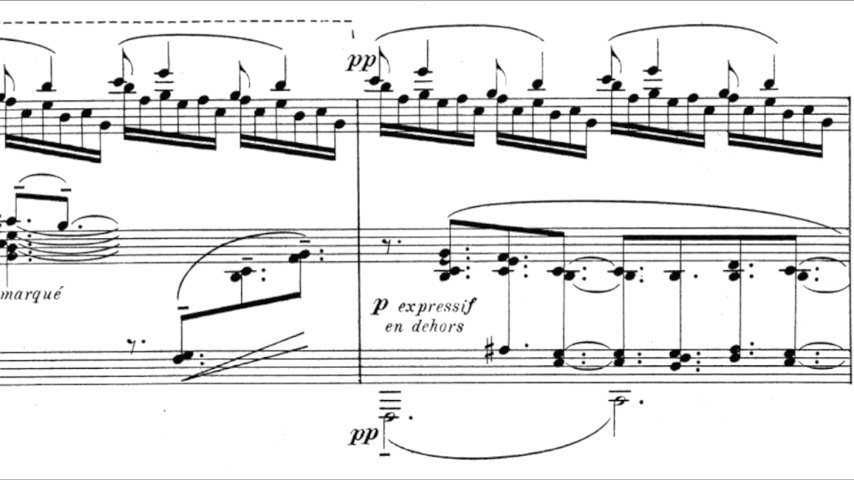 pp
marqué
p expressif
en dehors
pp